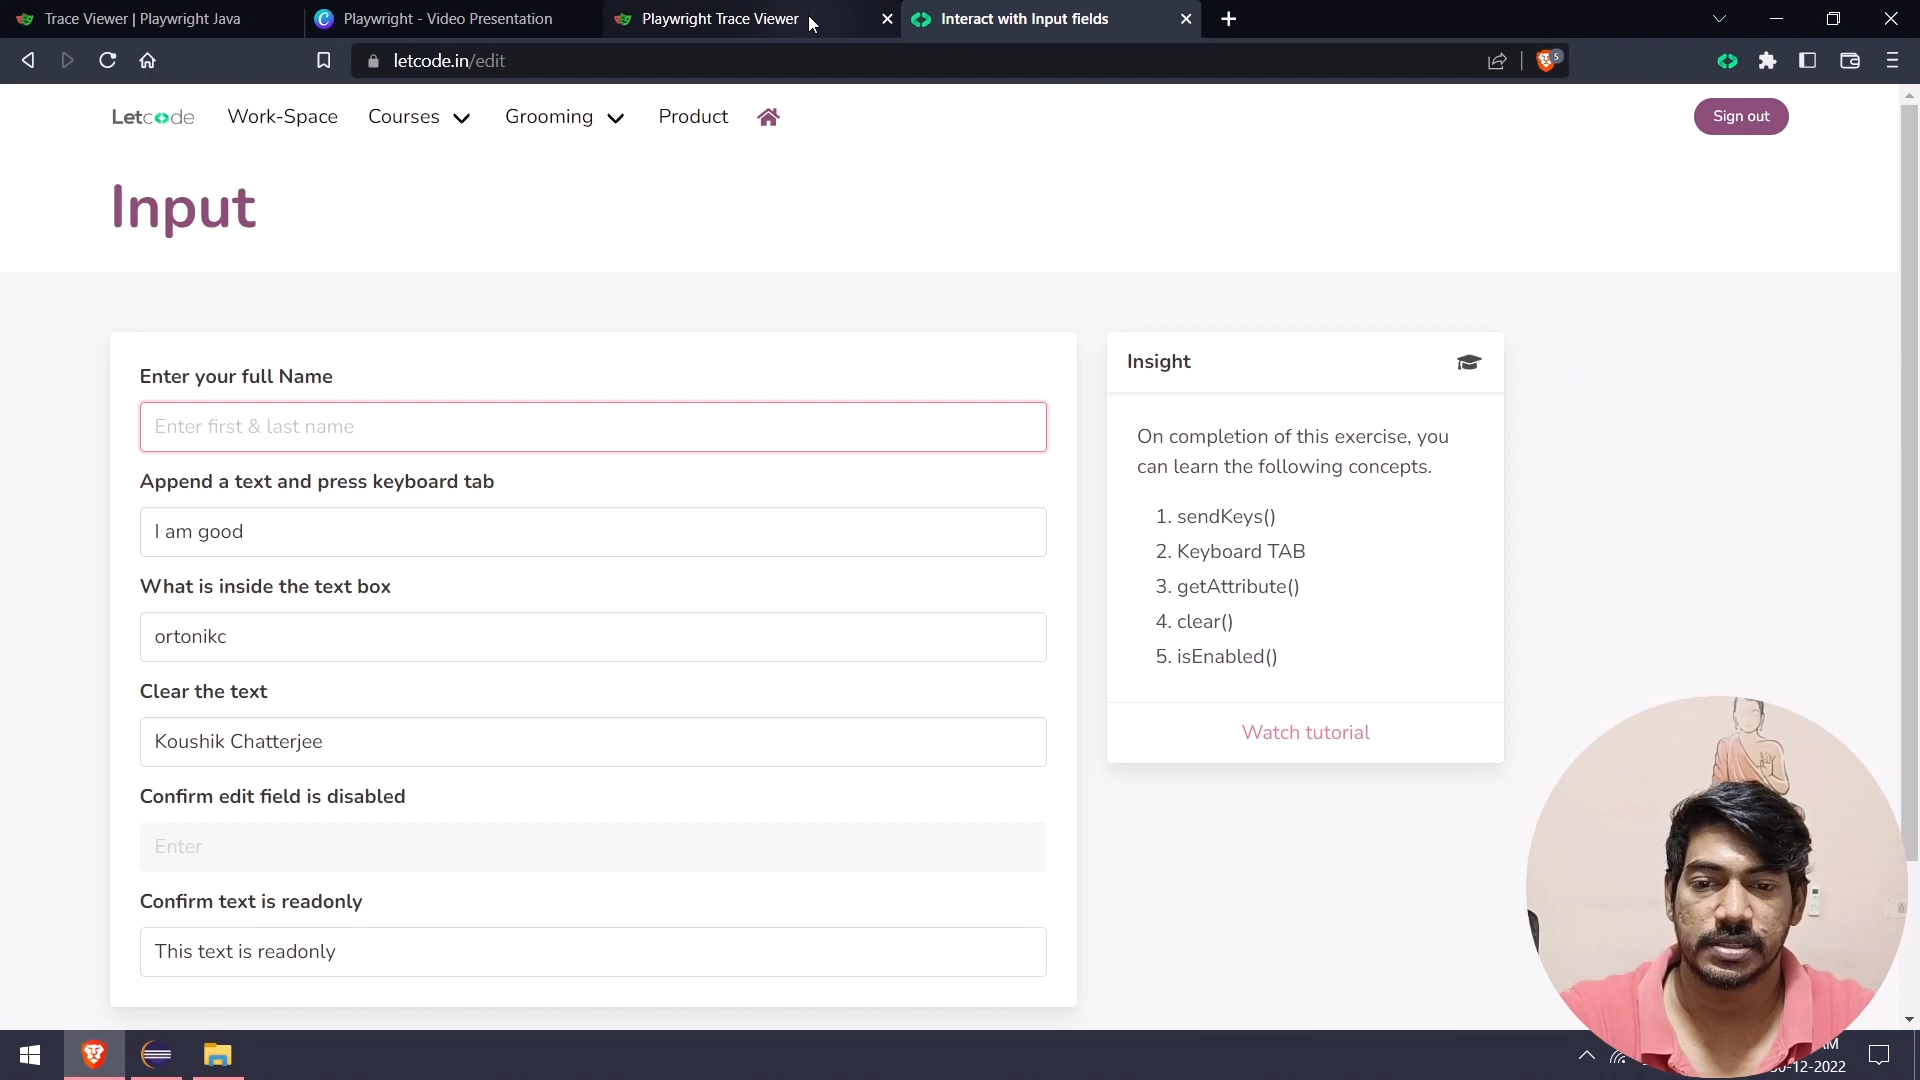 Trace Viewer | Playwright Java
Playwright - Video Presentation
Playwright Trace Viewer
Interact with Input fields
letcode.in/edit
5
Letcode
Work-Space
Courses
Grooming
Product
Sign out
Input
Enter your full Name
Enter first & last name
Append a text and press keyboard tab
I am good
What is inside the text box
ortonikc
Clear the text
Koushik Chatterjee
Confirm edit field is disabled
Enter
Confirm text is readonly
This text is readonly
Insight
On completion of this exercise, you
can learn the following concepts.
1. sendKeys()
2. Keyboard TAB
3. getAttribute()
4. clear()
5. isEnabled()
Watch tutorial
AM
-12-2022